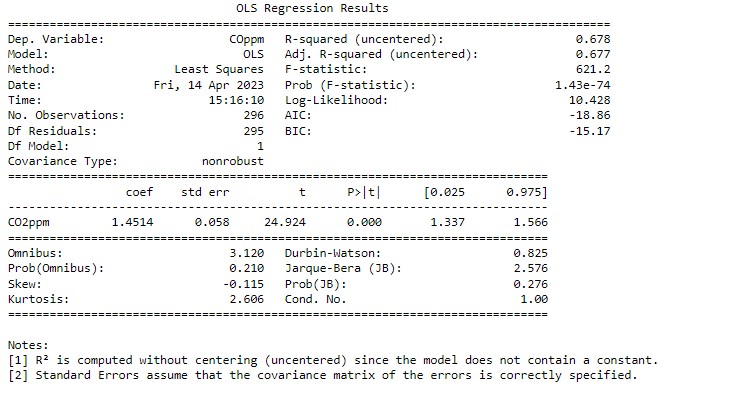 OLS Regression Results
==============================================================================
Dep. Variable: COppm R-squared (uncentered): 0.678
Model: OLS Adj. R-squared (uncentered): 0.677
Method: Least Squares F-statistic: 621.2
Date: Fri, 14 Apr 2023 Prob (F-statistic): 1.43e-74
Time: 15:16:10 Log-Likelihood: 10.428
No. Observations: 296 AIC: -18.86
Df Residuals: 295 BIC: -15.17
Df Model: 1
Covariance Type: nonrobust
==============================================================================
coef std err t P>|t| [0.025 0.975]
------------------------------------------------------------------------------
CO2ppm 1.4514 0.058 24.924 0.000 1.337 1.566
==============================================================================
Omnibus: 3.120 Durbin-Watson: 0.825
Prob(Omnibus): 0.210 Jarque-Bera (JB): 2.576
Skew: -0.115 Prob(JB): 0.276
Kurtosis: 2.606 Cond. No. 1.00
==============================================================================
Notes:
[1] R² is computed without centering (uncentered) since the model does not contain a constant.
[2] Standard Errors assume that the covariance matrix of the errors is correctly specified.